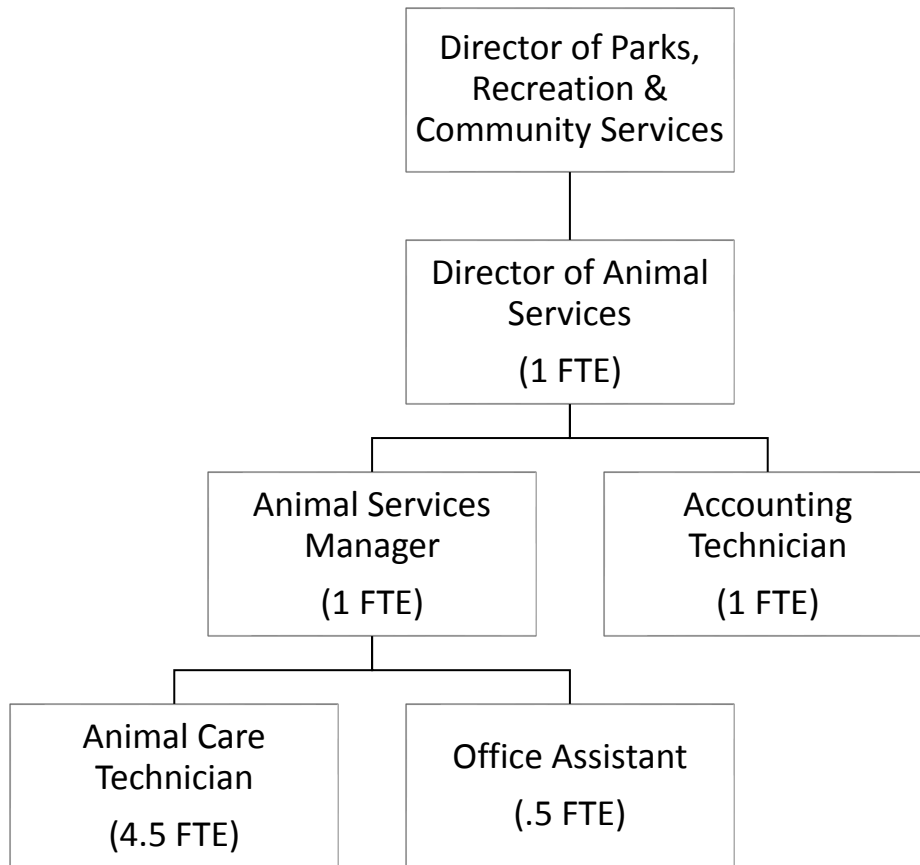 Director of Parks,
Recreation &
Community Services
Director of Animal
Services
(1 FTE)
Animal Services
Manager
(1 FTE)
Accounting
Technician
(1 FTE)
Animal Care
Technician
(4.5 FTE)
Office Assistant
(.5 FTE)